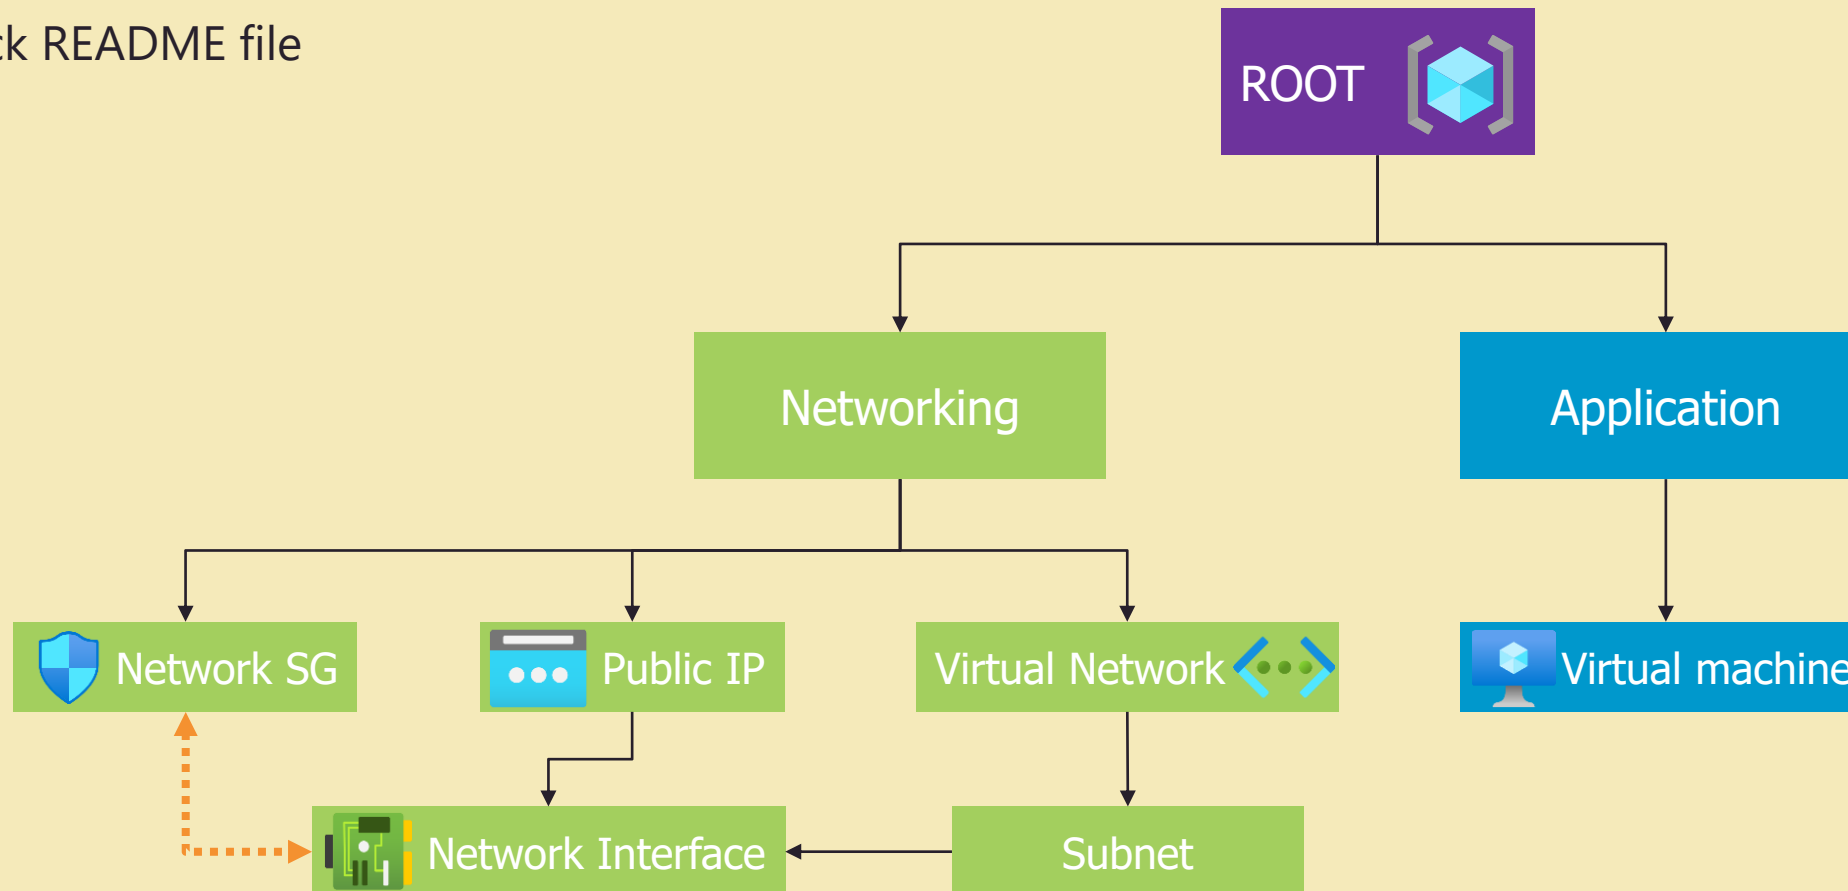 README file
ROOT
Networking
Application
Network SG
Public IP
Virtual Network
Virtual machine
Network Interface
Subnet